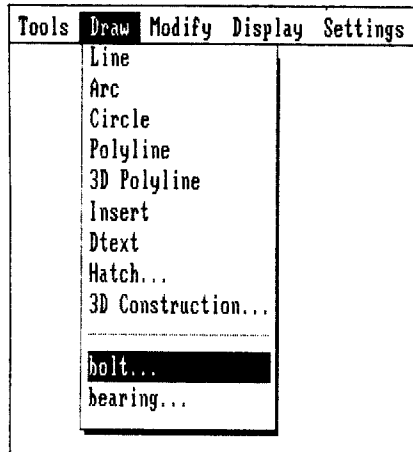 Tools Draw Modify Display Settings
Line
Arc
Circle
Polyline
3D Polyline
Insert
Dtext
Hatch...
3D Construction...
bolt...
bearing...